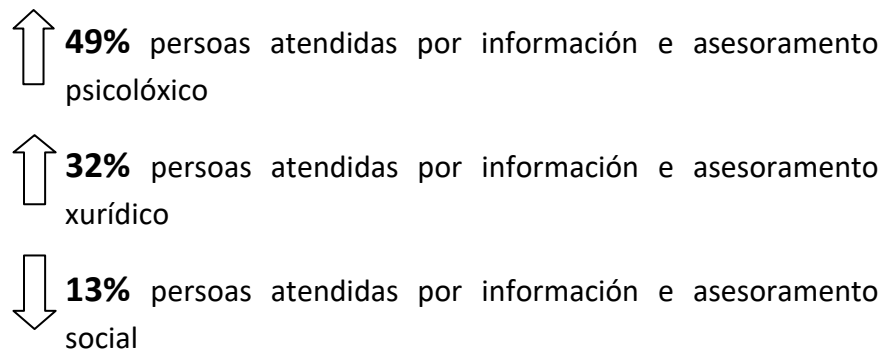 49% persoas atendidas por información e asesoramento
psicolóxico
32% persoas atendidas por información e asesoramento
xurídico
13% persoas atendidas por información e asesoramento
social